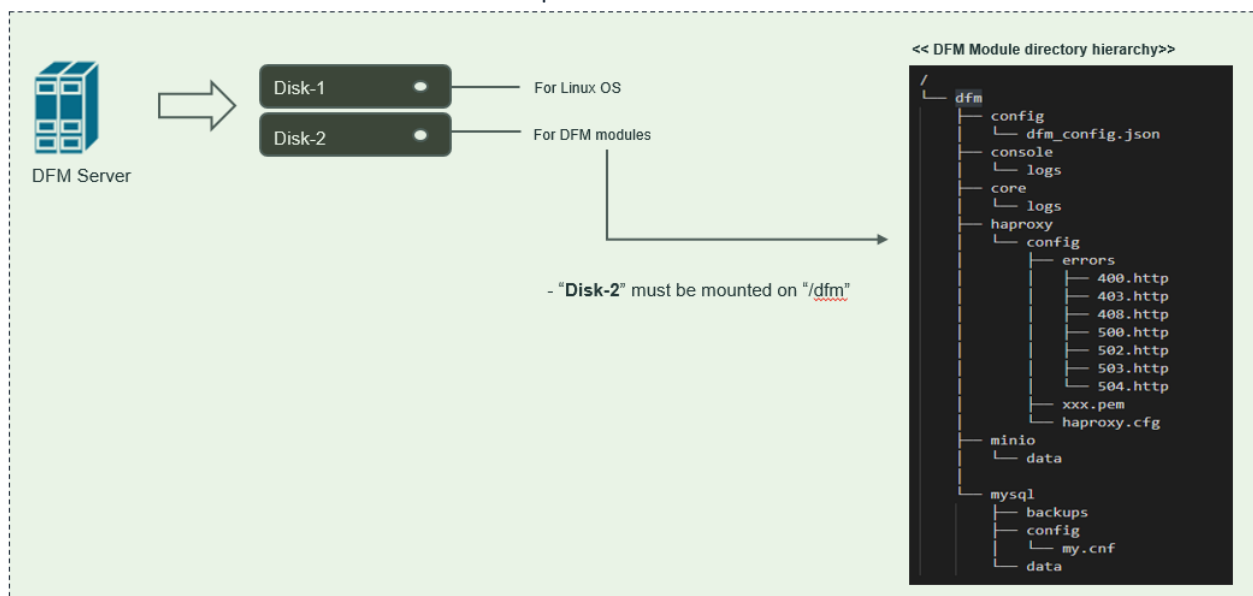 DFM Server
Disk-1
Disk-2
For Linux OS
For DFM modules
- “Disk-2” must be mounted on “/dfm”
<< DFM Module directory hierarchy>>
/
└── dfm
    ├── config
    │   └── dfm_config.json
    ├── console
    │   └── logs
    ├── core
    │   └── logs
    ├── haproxy
    │   └── config
    │       ├── errors
    │       │   ├── 400.http
    │       │   ├── 403.http
    │       │   ├── 408.http
    │       │   ├── 500.http
    │       │   ├── 502.http
    │       │   ├── 503.http
    │       │   └── 504.http
    │       ├── xxx.pem
    │       └── haproxy.cfg
    ├── minio
    │   └── data
    │
    └── mysql
        ├── backups
        ├── config
        │   └── my.cnf
        └── data